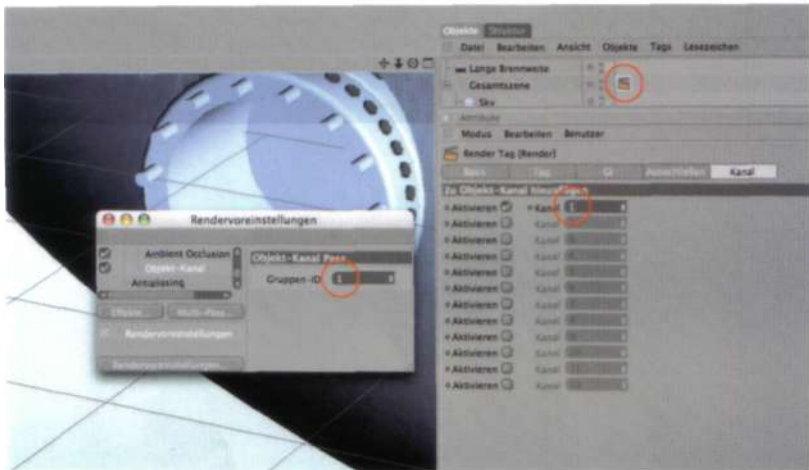 Objekte Struktur
Datei Bearbeiten Ansicht Objekte Tags Lesezeichen
Lange Brennweite
Gesamtszene
Sky
Attribute
Modus Bearbeiten Benutzer
Render Tag [Render]
Basis Tag GI Ausschließen Kanal
Zu Objekt-Kanal hinzufügen
Aktivieren Kanal 1
Aktivieren Kanal
Aktivieren Kanal
Aktivieren Kanal
Aktivieren Kanal
Aktivieren Kanal
Aktivieren Kanal
Aktivieren Kanal
Aktivieren Kanal
Aktivieren Kanal
Aktivieren Kanal
Aktivieren Kanal
Rendervoreinstellungen
Ambient Occlusion
Objekt-Kanal
Antialiasing
Effekte... Multi-Pass...
Rendervoreinstellungen
Rendervoreinstellungen...
Objekt-Kanal Pass
Gruppen-ID 1